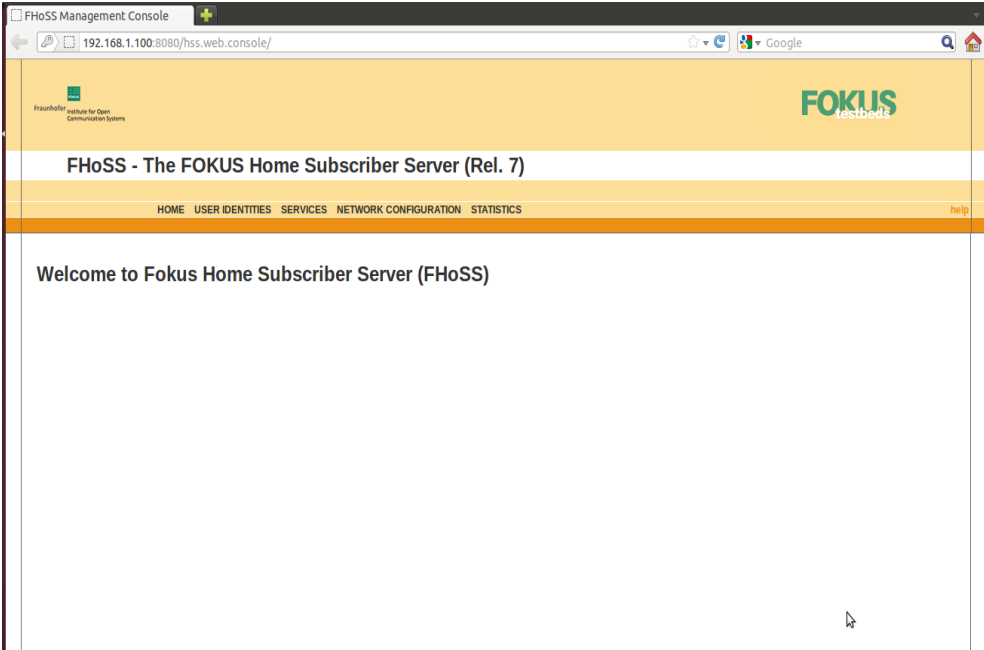 FHoSS Management Console
192.168.1.100:8080/hss.web.console/
Google
Fraunhofer
FOKUS
Institute for Open
Communication Systems
FOKUS
testbeds
FHoSS - The FOKUS Home Subscriber Server (Rel. 7)
HOME USER IDENTITIES SERVICES NETWORK CONFIGURATION STATISTICS help
Welcome to Fokus Home Subscriber Server (FHoSS)